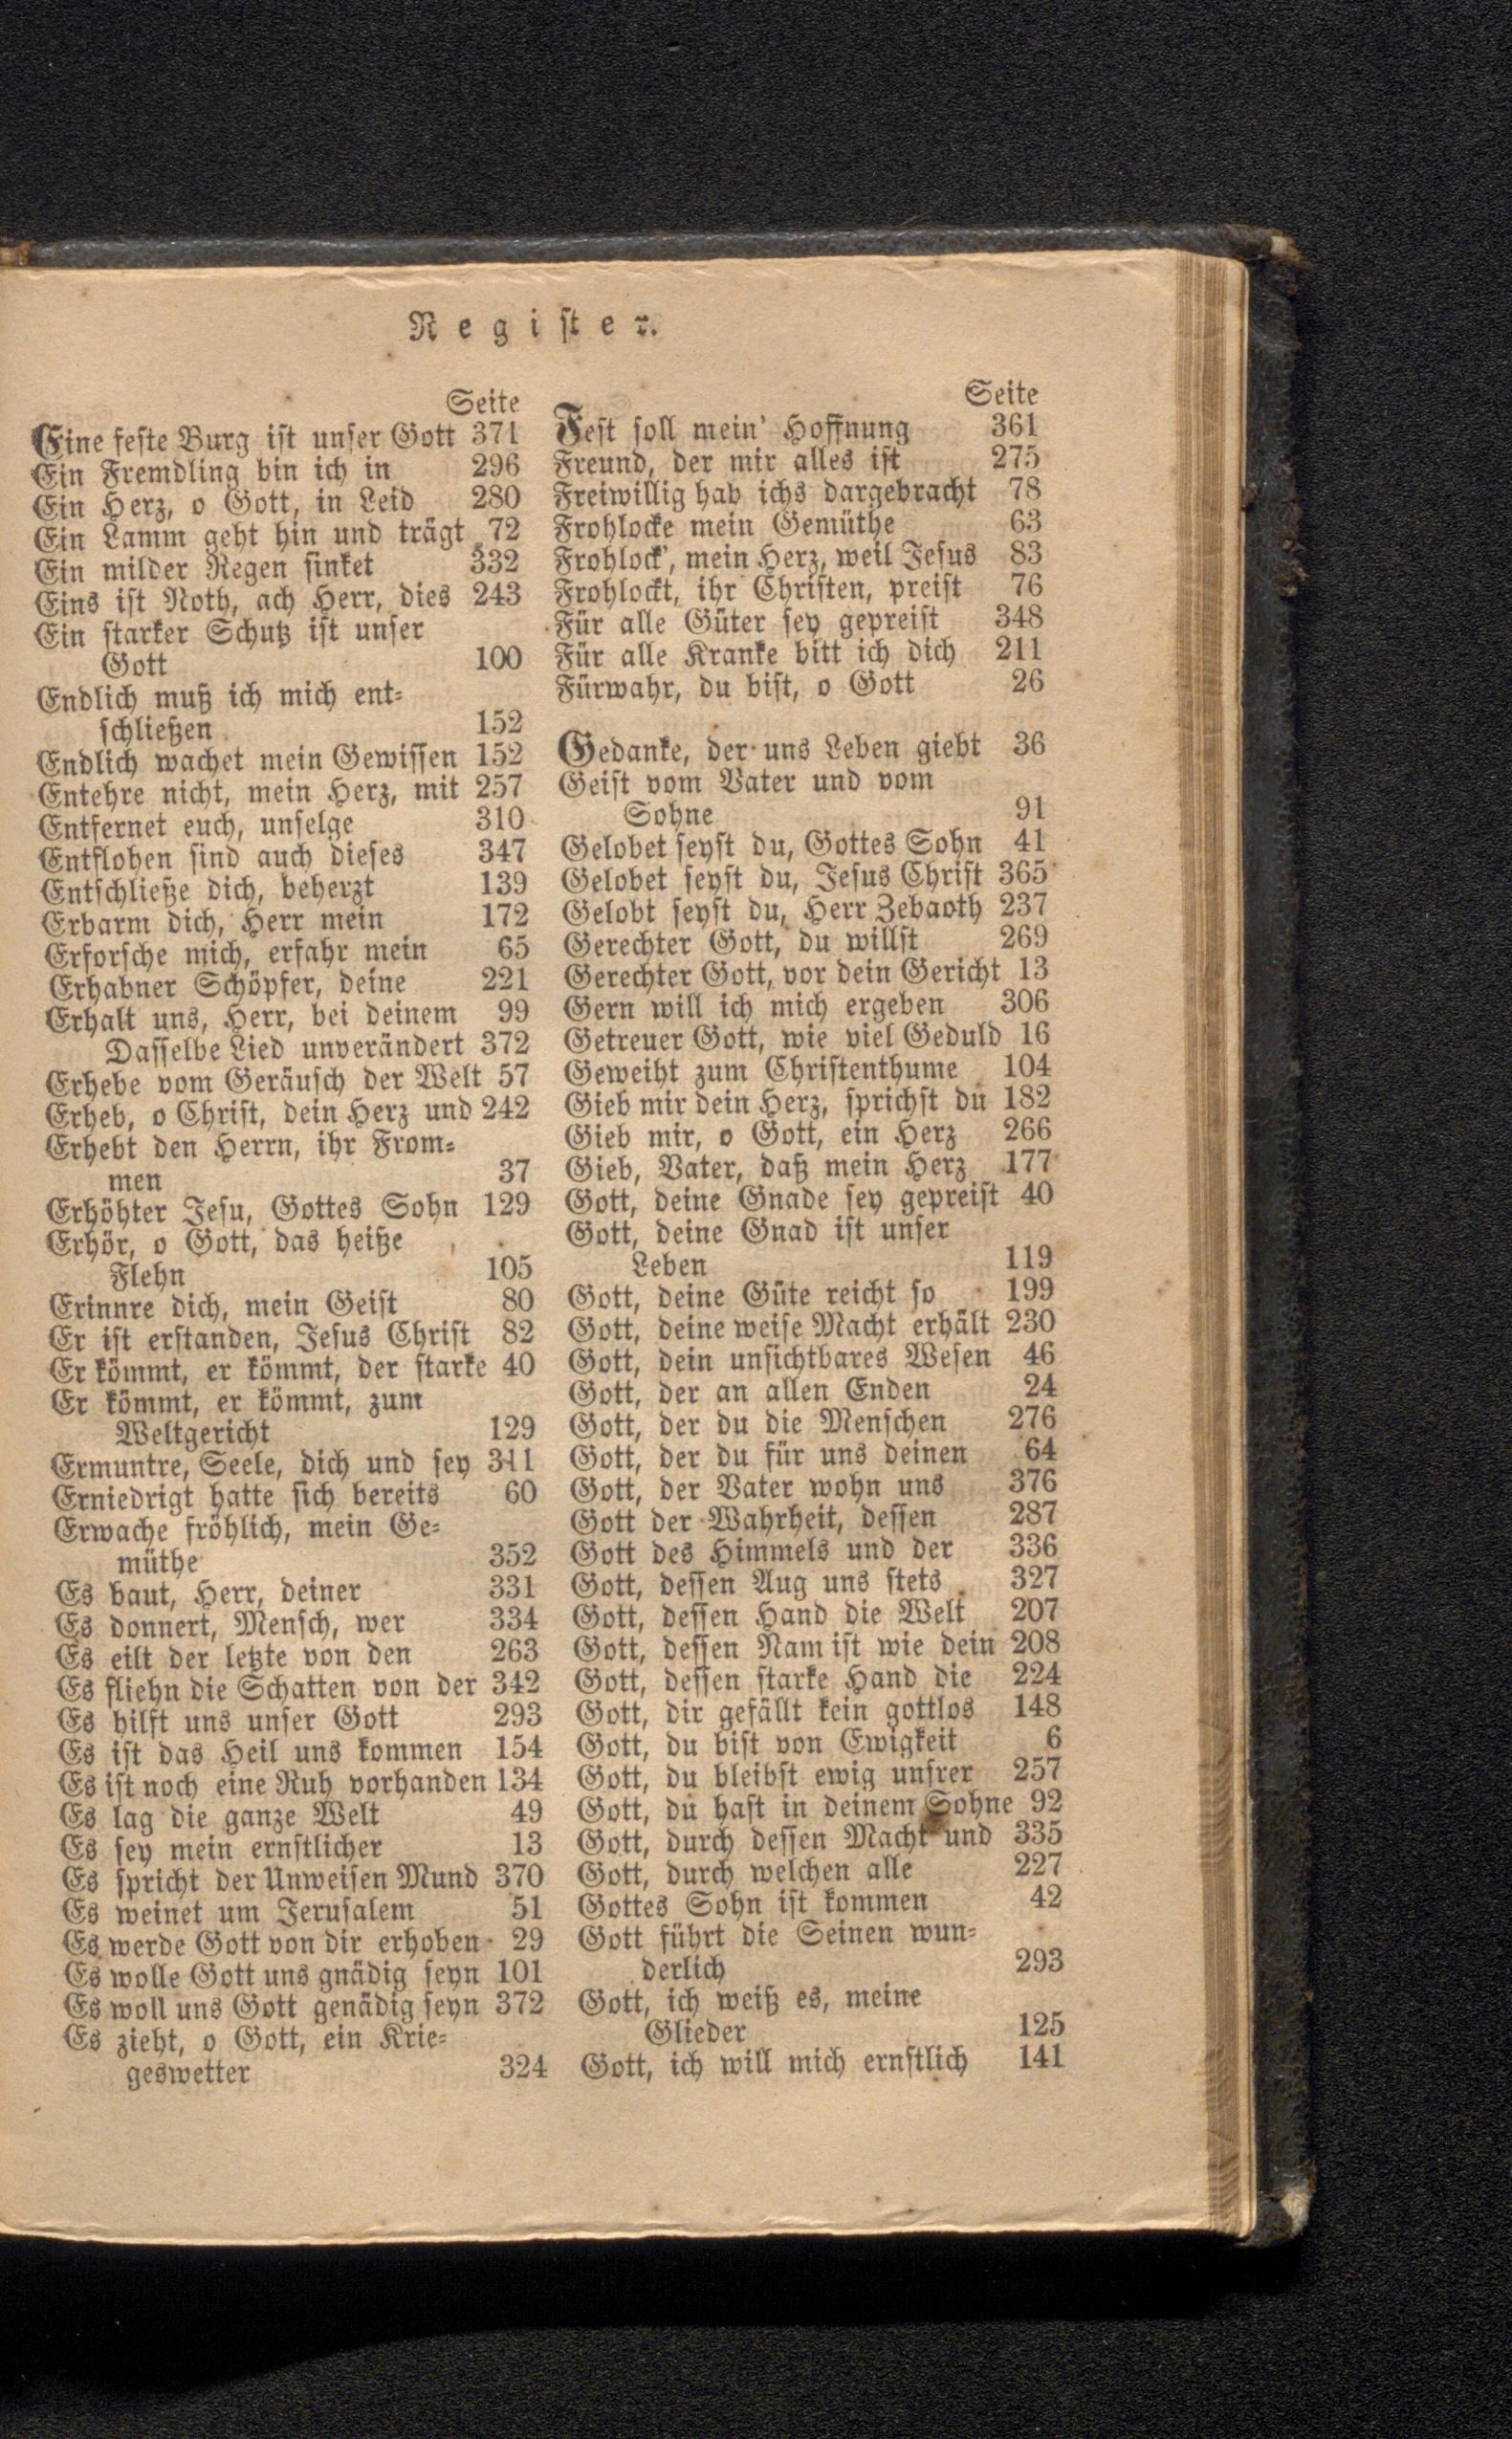 Register.
Seite
Eine feste Burg ist unser Gott 371
Ein Fremdling bin ich in 296
Ein Herz, o Gott, in Leid 280
Ein Lamm geht hin und trägt 72
Ein milder Regen sinket 332
Eins ist Noth, ach Herr, dies 243
Ein starker Schutz ist unser
Gott 100
Endlich muß ich mich ent-
schließen 152
Endlich wachet mein Gewissen 152
Entehre nicht, mein Herz, mit 257
Entfernet euch, unselge 310
Entflohen sind auch dieses 347
Entschließe dich, beherzt 139
Erbarm dich, Herr mein 172
Erforsche mich, erfahr mein 65
Erhabner Schöpfer, deine 221
Erhalt uns, Herr, bei deinem 99
Dasselbe Lied unverändert 372
Erhebe vom Geräusch der Welt 57
Erheb, o Christ, dein Herz und 242
Erhebt den Herrn, ihr From-
men 37
Erhöhter Jesu, Gottes Sohn 129
Erhör, o Gott, das heiße
Flehn 105
Erinnre dich, mein Geist 80
Er ist erstanden, Jesus Christ 82
Er kömmt, er kömmt, der starke 40
Er kömmt, er kömmt, zum
Weltgericht 129
Ermuntre, Seele, dich und sey 311
Erniedrigt hatte sich bereits 60
Erwache fröhlich, mein Ge-
müthe 352
Es baut, Herr, deiner 331
Es donnert, Mensch, wer 334
Es eilt der letzte von den 263
Es fliehn die Schatten von der 342
Es hilft uns unser Gott 293
Es ist das Heil uns kommen 154
Es ist noch eine Ruh vorhanden 134
Es lag die ganze Welt 49
Es sey mein ernstlicher 13
Es spricht der Unweisen Mund 370
Es weinet um Jerusalem 51
Es werde Gott von dir erhoben 29
Es wolle Gott uns gnädig seyn 101
Es woll uns Gott genädig seyn 372
Es zieht, o Gott, ein Krie-
geswetter 324
Seite
Fest soll mein' Hoffnung 361
Freund, der mir alles ist 275
Freiwillig hab ichs dargebracht 78
Frohlocke mein Gemüthe 63
Frohlock', mein Herz, weil Jesus 83
Frohlockt, ihr Christen, preist 76
Für alle Güter sey gepreist 348
Für alle Kranke bitt ich dich 211
Fürwahr, du bist, o Gott 26
Gedanke, der uns Leben giebt 36
Geist vom Vater und vom
Sohne 91
Gelobet seyst du, Gottes Sohn 41
Gelobet seyst du, Jesus Christ 365
Gelobt seyst du, Herr Zebaoth 237
Gerechter Gott, du willst 269
Gerechter Gott, vor dein Gericht 13
Gern will ich mich ergeben 306
Getreuer Gott, wie viel Geduld 16
Geweiht zum Christenthume 104
Gieb mir dein Herz, sprichst du 182
Gieb mir, o Gott, ein Herz 266
Gieb, Vater, daß mein Herz 177
Gott, deine Gnade sey gepreist 40
Gott, deine Gnad ist unser
Leben 119
Gott, deine Güte reicht so 199
Gott, deine weise Macht erhält 230
Gott, dein unsichtbares Wesen 46
Gott, der an allen Enden 24
Gott, der du die Menschen 276
Gott, der du für uns deinen 64
Gott, der Vater wohn uns 376
Gott der Wahrheit, dessen 287
Gott des Himmels und der 336
Gott, dessen Aug uns stets 327
Gott, dessen Hand die Welt 207
Gott, dessen Nam ist wie dein 208
Gott, dessen starke Hand die 224
Gott, dir gefällt kein gottlos 148
Gott, du bist von Ewigkeit 6
Gott, du bleibst ewig unsrer 257
Gott, du hast in deinem Sohne 92
Gott, durch dessen Macht und 335
Gott, durch welchen alle 227
Gottes Sohn ist kommen 42
Gott führt die Seinen wun-
derlich 293
Gott, ich weiß es, meine
Glieder 125
Gott, ich will mich ernstlich 141